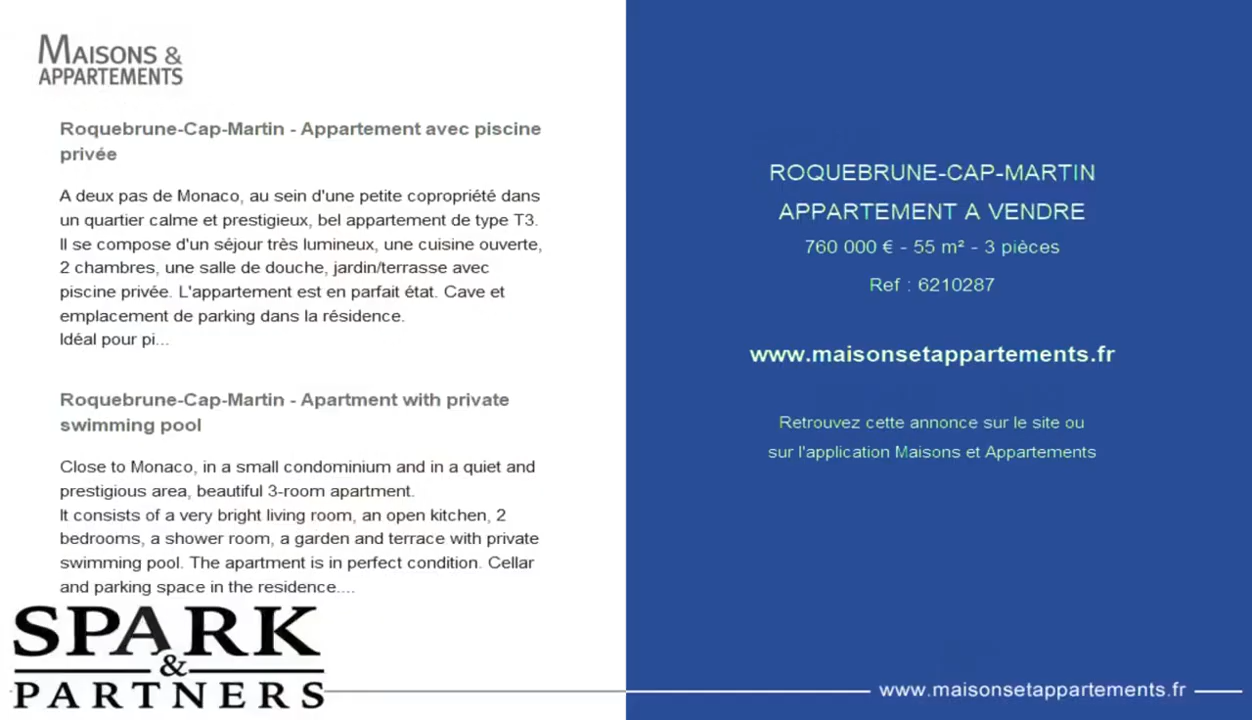 MAISONS &
APPARTEMENTS
Roquebrune-Cap-Martin - Appartement avec piscine
privée
A deux pas de Monaco, au sein d'une petite copropriété dans
un quartier calme et prestigieux, bel appartement de type T3.
Il se compose d'un séjour très lumineux, une cuisine ouverte,
2 chambres, une salle de douche, jardin/terrasse avec
piscine privée. L'appartement est en parfait état. Cave et
emplacement de parking dans la résidence.
Idéal pour pi...
Roquebrune-Cap-Martin - Apartment with private
swimming pool
Close to Monaco, in a small condominium and in a quiet and
prestigious area, beautiful 3-room apartment.
It consists of a very bright living room, an open kitchen, 2
bedrooms, a shower room, a garden and terrace with private
swimming pool. The apartment is in perfect condition. Cellar
and parking space in the residence....
SPARK
&
PARTNERS
ROQUEBRUNE-CAP-MARTIN
APPARTEMENT A VENDRE
760 000 € - 55 m² - 3 pièces
Ref : 6210287
www.maisonsetappartements.fr
Retrouvez cette annonce sur le site ou
sur l'application Maisons et Appartements
www.maisonsetappartements.fr